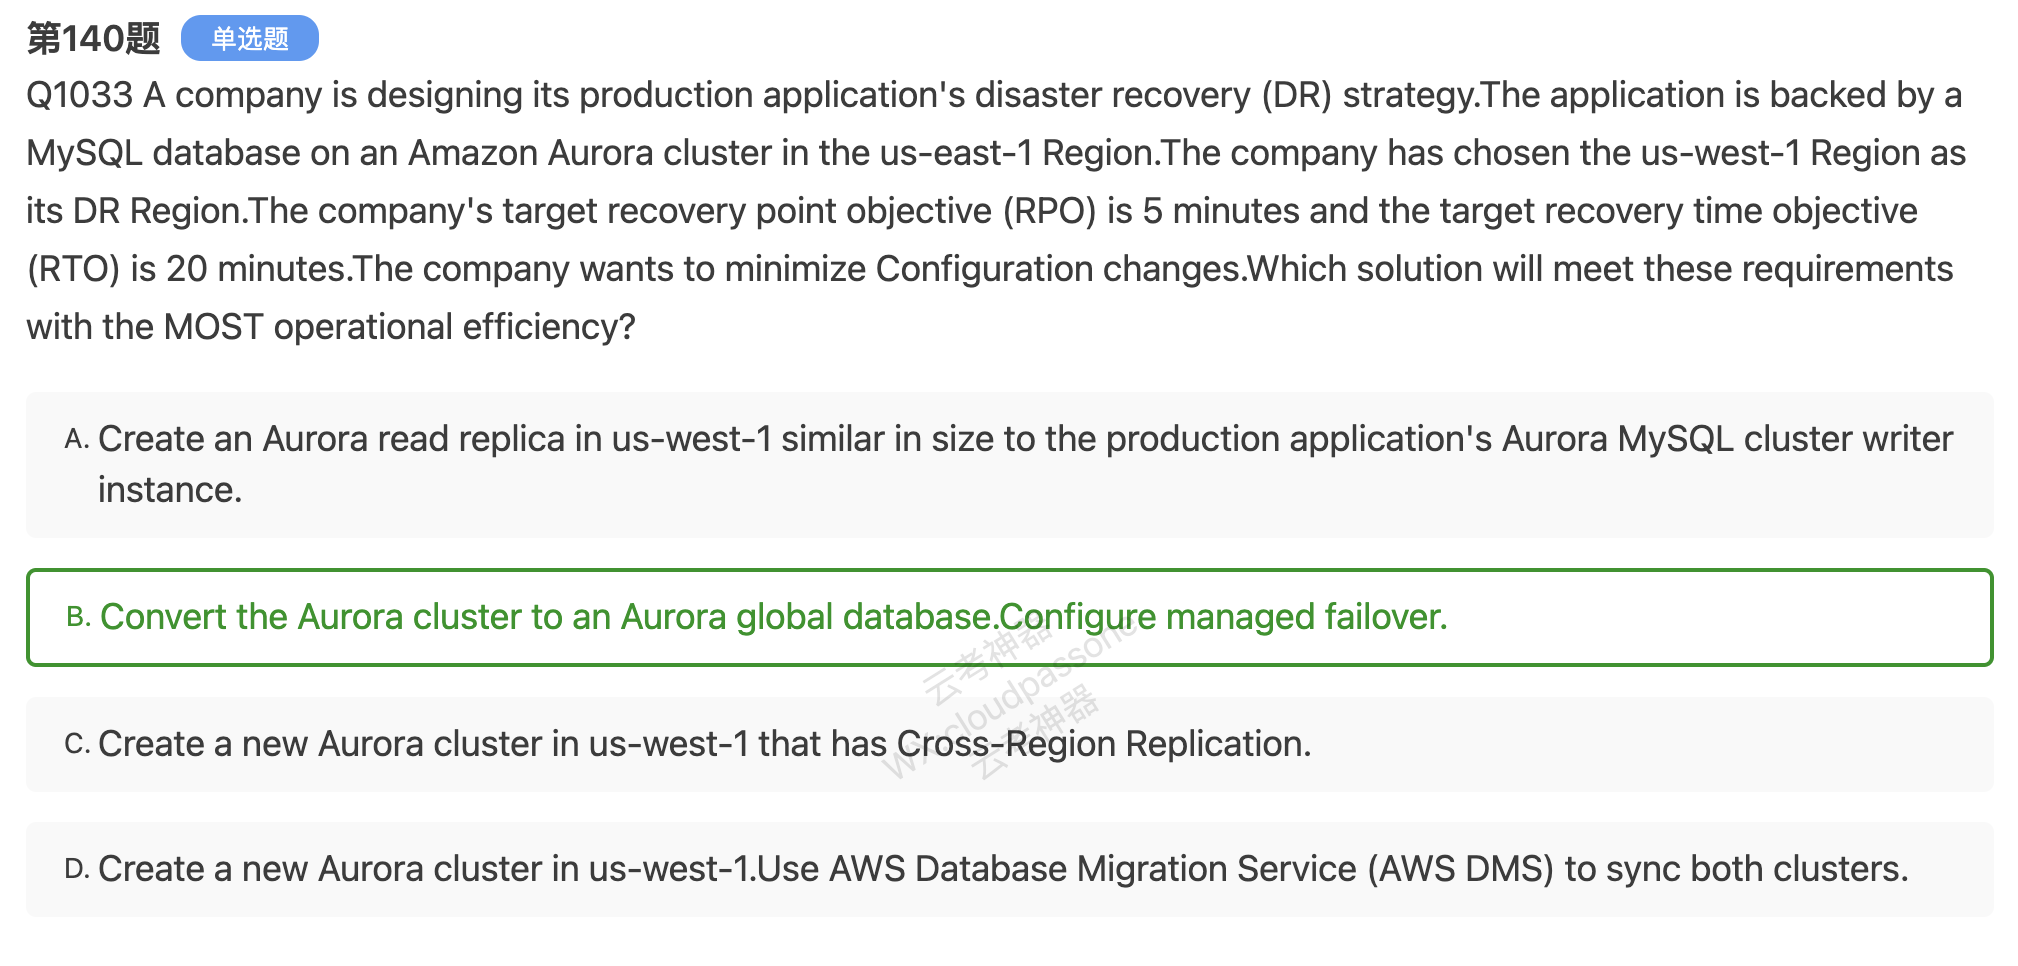 第140题 单选题
Q1033 A company is designing its production application's disaster recovery (DR) strategy.The application is backed by a
MySQL database on an Amazon Aurora cluster in the us-east-1 Region.The company has chosen the us-west-1 Region as
its DR Region.The company's target recovery point objective (RPO) is 5 minutes and the target recovery time objective
(RTO) is 20 minutes.The company wants to minimize Configuration changes.Which solution will meet these requirements
with the MOST operational efficiency?
A. Create an Aurora read replica in us-west-1 similar in size to the production application's Aurora MySQL cluster writer
instance.
B. Convert the Aurora cluster to an Aurora global database.Configure managed failover.
云考神器
C. Create a new Aurora cluster in us-west-1 that has Cross-Region Replication.
云考神器
D. Create a new Aurora cluster in us-west-1.Use AWS Database Migration Service (AWS DMS) to sync both clusters.